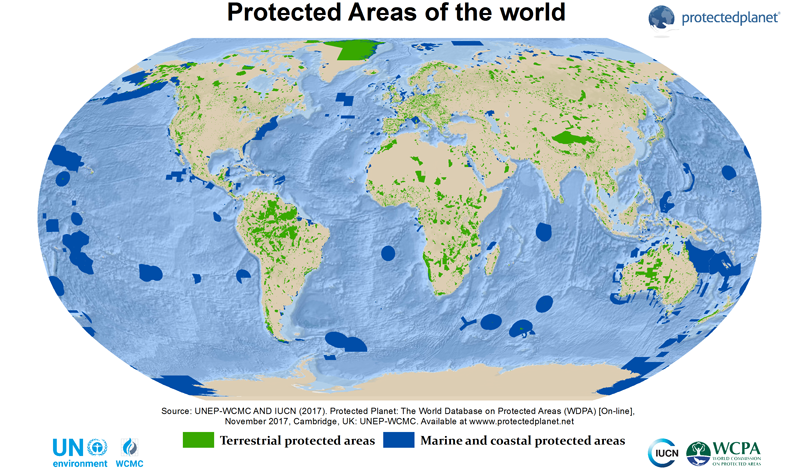 Protected Areas of the world
protectedplanet®
Source: UNEP-WCMC AND IUCN (2017). Protected Planet: The World Database on Protected Areas (WDPA) [On-line],
November 2017, Cambridge, UK: UNEP-WCMC. Available at wwww.protectedplanet.net
Terrestrial protected areas
Marine and coastal protected areas
UN
environment
WCMC
IUCN
WCPA
WORLD COMMISSION
ON PROTECTED AREAS